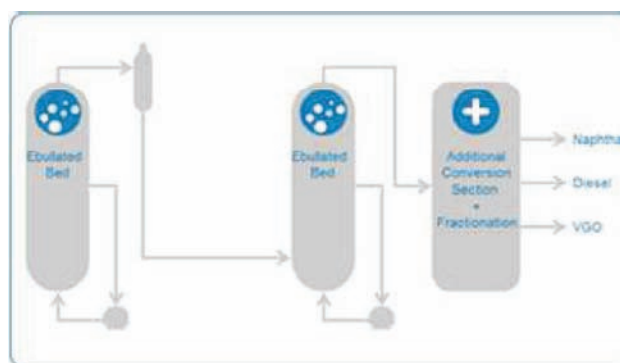 Ebullated
Bed
Ebullated
Bed
Additional
Conversion
Section
+
Fractionation
Naphtha
Diesel
VGO